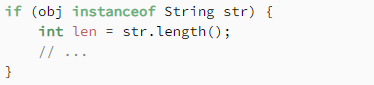 if (obj instanceof String str) {
    int len = str.length();
    // ...
}